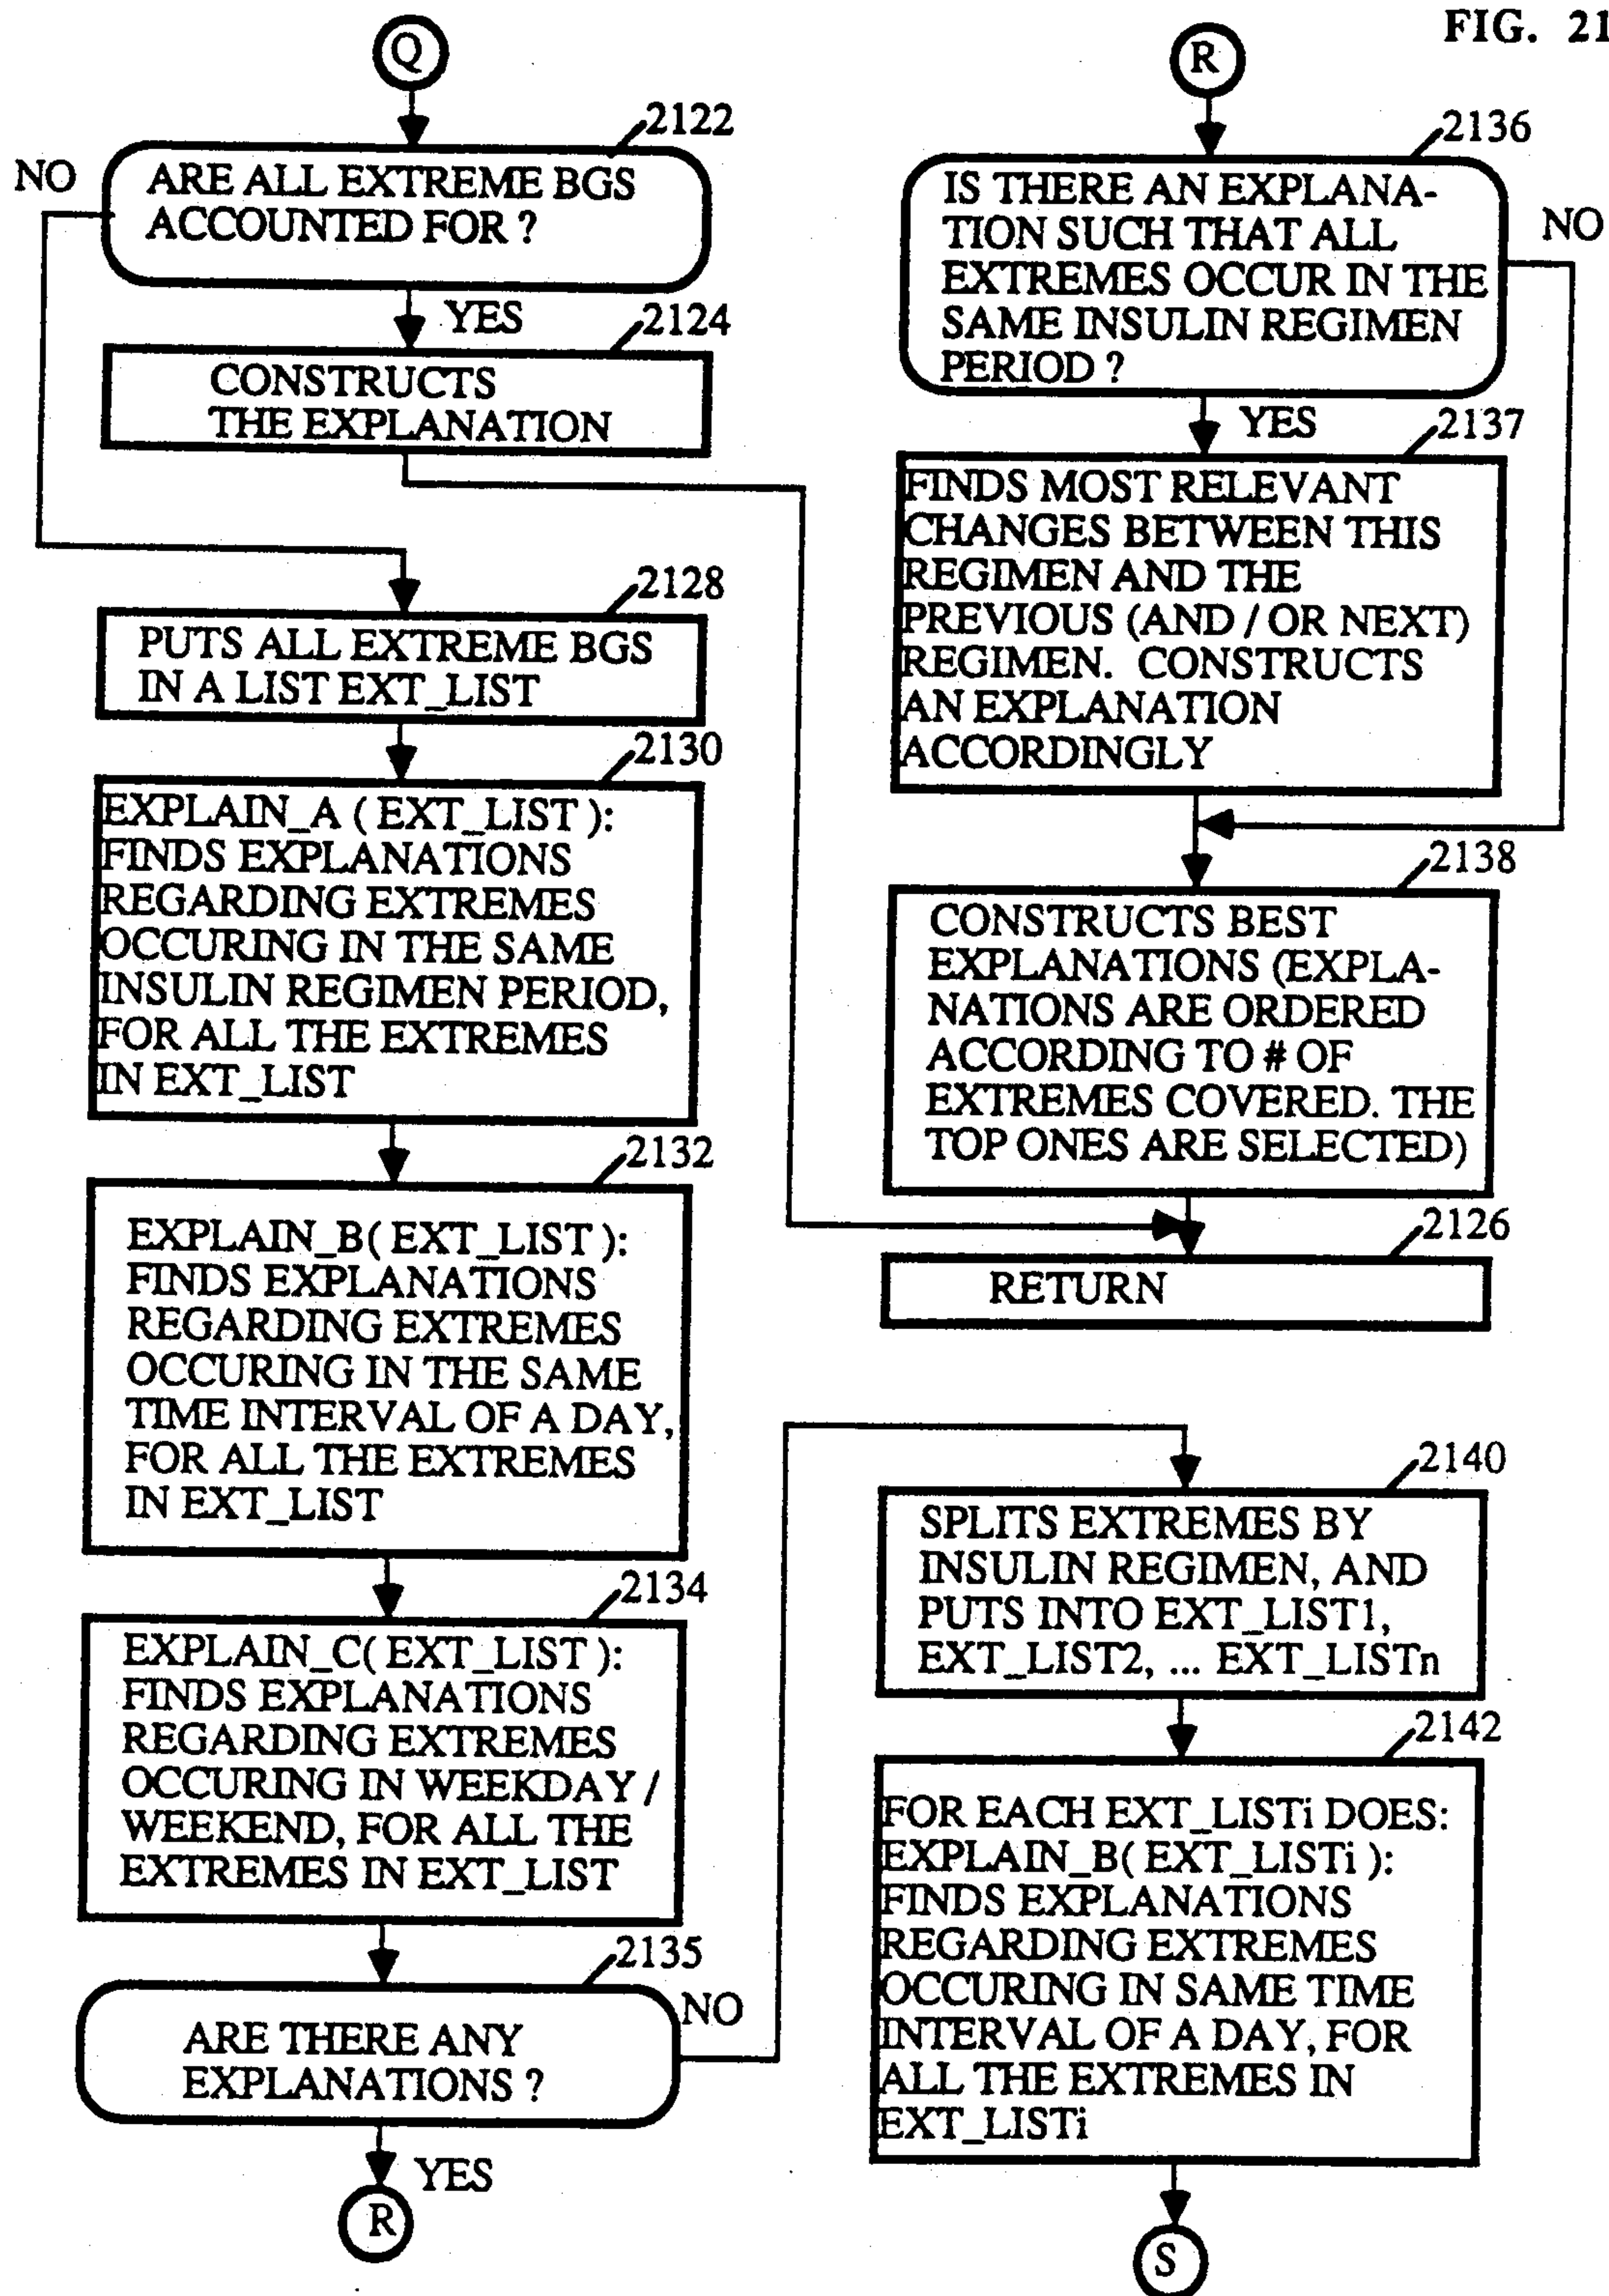 FIG. 21
Q
2122
NO
ARE ALL EXTREME BGS
ACCOUNTED FOR ?
YES
2124
CONSTRUCTS
THE EXPLANATION
2128
PUTS ALL EXTREME BGS
IN A LIST EXT_LIST
2130
EXPLAIN_A ( EXT_LIST ):
FINDS EXPLANATIONS
REGARDING EXTREMES
OCCURING IN THE SAME
INSULIN REGIMEN PERIOD,
FOR ALL THE EXTREMES
IN EXT_LIST
2132
EXPLAIN_B( EXT_LIST ):
FINDS EXPLANATIONS
REGARDING EXTREMES
OCCURING IN THE SAME
TIME INTERVAL OF A DAY,
FOR ALL THE EXTREMES
IN EXT_LIST
2134
EXPLAIN_C( EXT_LIST ):
FINDS EXPLANATIONS
REGARDING EXTREMES
OCCURING IN WEEKDAY /
WEEKEND, FOR ALL THE
EXTREMES IN EXT_LIST
2135
NO
ARE THERE ANY
EXPLANATIONS ?
YES
R
R
2136
IS THERE AN EXPLANA-
TION SUCH THAT ALL
EXTREMES OCCUR IN THE
SAME INSULIN REGIMEN
PERIOD ?
NO
YES
2137
FINDS MOST RELEVANT
CHANGES BETWEEN THIS
REGIMEN AND THE
PREVIOUS (AND / OR NEXT)
REGIMEN. CONSTRUCTS
AN EXPLANATION
ACCORDINGLY
2138
CONSTRUCTS BEST
EXPLANATIONS (EXPLA-
NATIONS ARE ORDERED
ACCORDING TO # OF
EXTREMES COVERED. THE
TOP ONES ARE SELECTED)
2126
RETURN
2140
SPLITS EXTREMES BY
INSULIN REGIMEN, AND
PUTS INTO EXT_LIST1,
EXT_LIST2, ... EXT_LISTn
2142
FOR EACH EXT_LISTi DOES:
EXPLAIN_B( EXT_LISTi ):
FINDS EXPLANATIONS
REGARDING EXTREMES
OCCURING IN SAME TIME
INTERVAL OF A DAY, FOR
ALL THE EXTREMES IN
EXT_LISTi
S